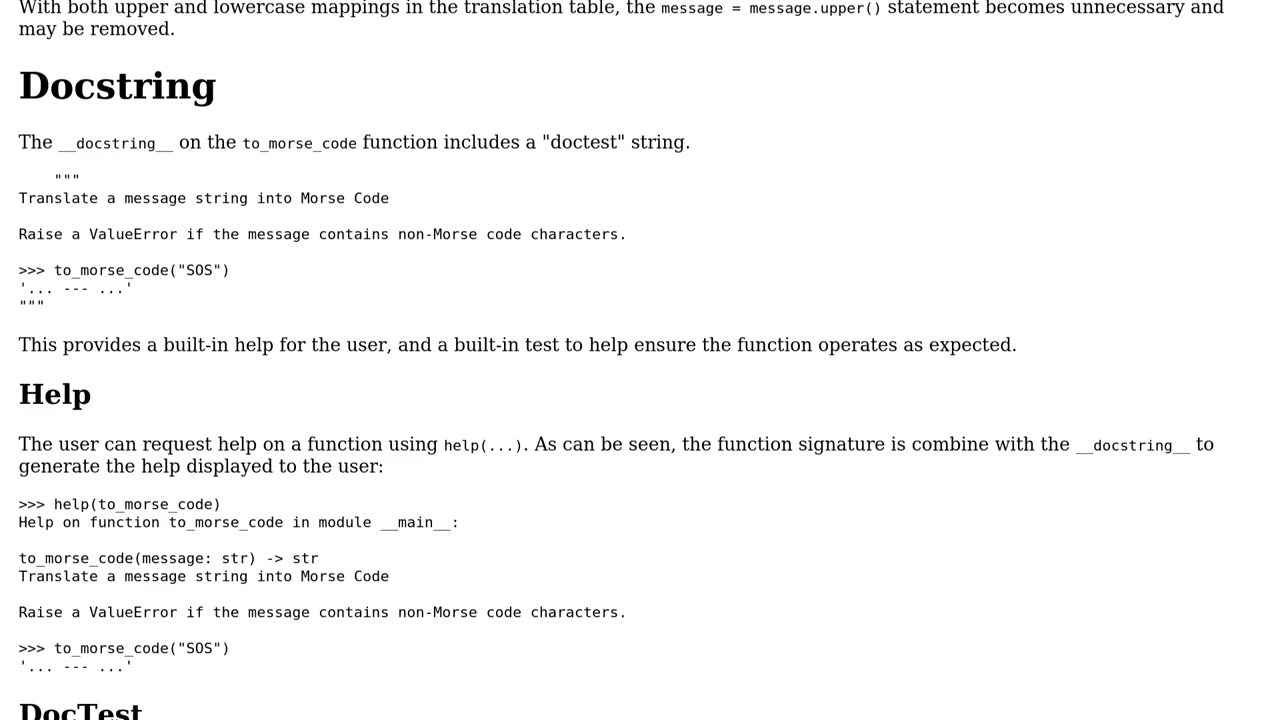 With both upper and lowercase mappings in the translation table, the message = message.upper() statement becomes unnecessary and
may be removed.
Docstring
The __docstring__ on the to_morse_code function includes a "doctest" string.
"""
Translate a message string into Morse Code
Raise a ValueError if the message contains non-Morse code characters.
>>> to_morse_code("SOS")
'... --- ...'
"""
This provides a built-in help for the user, and a built-in test to help ensure the function operates as expected.
Help
The user can request help on a function using help(...). As can be seen, the function signature is combine with the __docstring__ to
generate the help displayed to the user:
>>> help(to_morse_code)
Help on function to_morse_code in module __main__:
to_morse_code(message: str) -> str
Translate a message string into Morse Code
Raise a ValueError if the message contains non-Morse code characters.
>>> to_morse_code("SOS")
'... --- ...'
DocTest